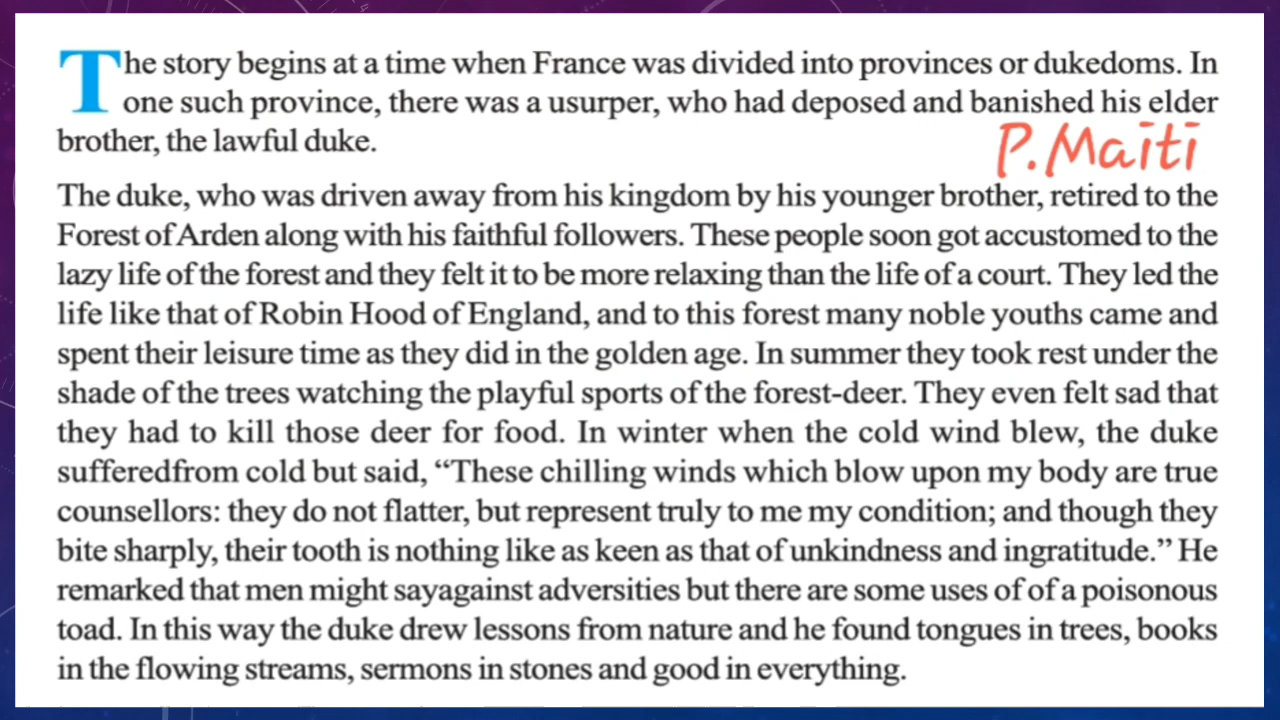 The story begins at a time when France was divided into provinces or dukedoms. In
one such province, there was a usurper, who had deposed and banished his elder
brother, the lawful duke.
P. Maiti
The duke, who was driven away from his kingdom by his younger brother, retired to the
Forest of Arden along with his faithful followers. These people soon got accustomed to the
lazy life of the forest and they felt it to be more relaxing than the life of a court. They led the
life like that of Robin Hood of England, and to this forest many noble youths came and
spent their leisure time as they did in the golden age. In summer they took rest under the
shade of the trees watching the playful sports of the forest-deer. They even felt sad that
they had to kill those deer for food. In winter when the cold wind blew, the duke
sufferedfrom cold but said, “These chilling winds which blow upon my body are true
counsellors: they do not flatter, but represent truly to me my condition; and though they
bite sharply, their tooth is nothing like as keen as that of unkindness and ingratitude.” He
remarked that men might sayagainst adversities but there are some uses of of a poisonous
toad. In this way the duke drew lessons from nature and he found tongues in trees, books
in the flowing streams, sermons in stones and good in everything.